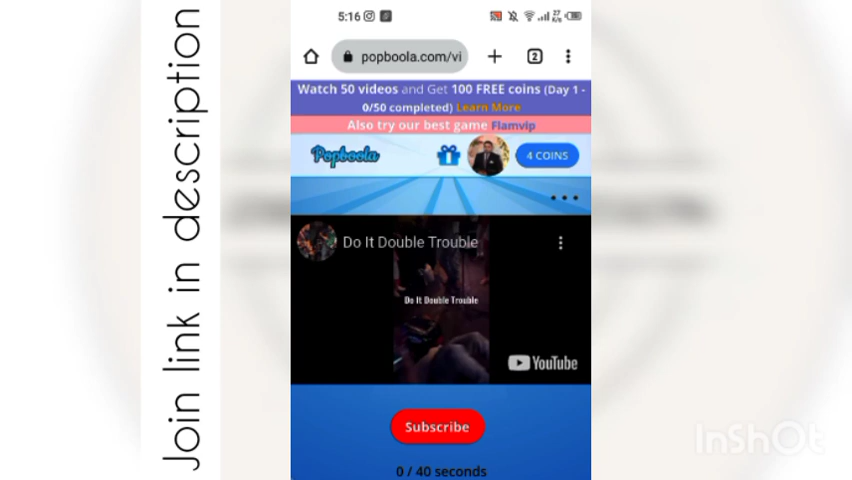 Join link in description
5:16
27
K/s
popboola.com/vi
2
Watch 50 videos and Get 100 FREE coins (Day 1 -
0/50 completed) Learn More
Also try our best game Flamvip
Popboola
4 COINS
Do It Double Trouble
Do It Double Trouble
YouTube
Subscribe
0 / 40 seconds
InShOt